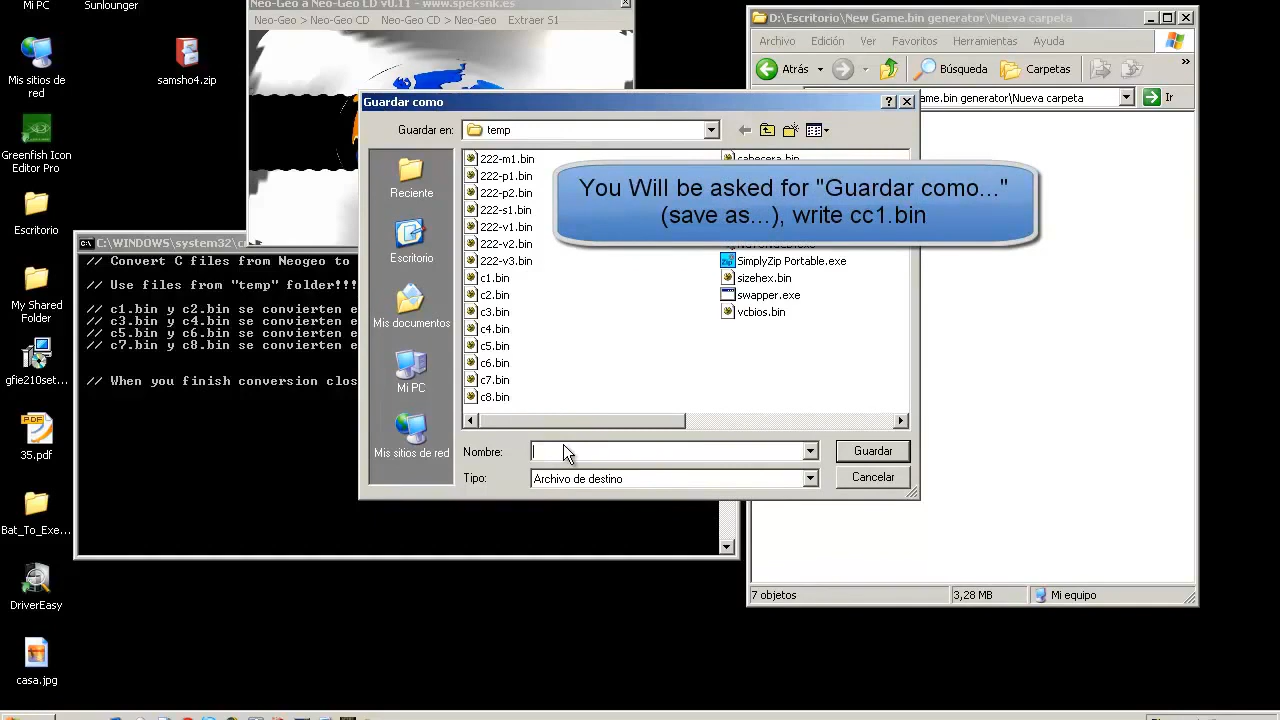 Mi PC
Sunlounger
Mis sitios de
red
samsho4.zip
Greenfish Icon
Editor Pro
Escritorio
My Shared
Folder
gfie210set...
35.pdf
Bat_To_Exe...
DriverEasy
casa.jpg
Neo-Geo a Neo-Geo CD v0.11 - www.speksnk.es
Neo-Geo > Neo-Geo CD Neo-Geo CD > Neo-Geo Extraer S1
C:\WINDOWS\system32\
// Convert C files from Neogeo to
// Use files from "temp" folder!!!
// c1.bin y c2.bin se convierten e
// c3.bin y c4.bin se convierten e
// c5.bin y c6.bin se convierten e
// c7.bin y c8.bin se convierten e
// When you finish conversion clos
Guardar como
Guardar en: temp
Reciente
Escritorio
Mis documentos
Mi PC
Mis sitios de red
222-m1.bin
222-p1.bin
222-p2.bin
222-s1.bin
222-v1.bin
222-v2.bin
222-v3.bin
c1.bin
c2.bin
c3.bin
c4.bin
c5.bin
c6.bin
c7.bin
c8.bin
cabecera.bin
SimplyZip Portable.exe
sizehex.bin
swapper.exe
vcbios.bin
Nombre:
Guardar
Tipo: Archivo de destino
Cancelar
You Will be asked for "Guardar como..."
(save as...), write cc1.bin
D:\Escritorio\New Game.bin generator\Nueva carpeta
Archivo Edición Ver Favoritos Herramientas Ayuda
Atrás Búsqueda Carpetas »
ame.bin generator\Nueva carpeta Ir
7 objetos 3,28 MB Mi equipo